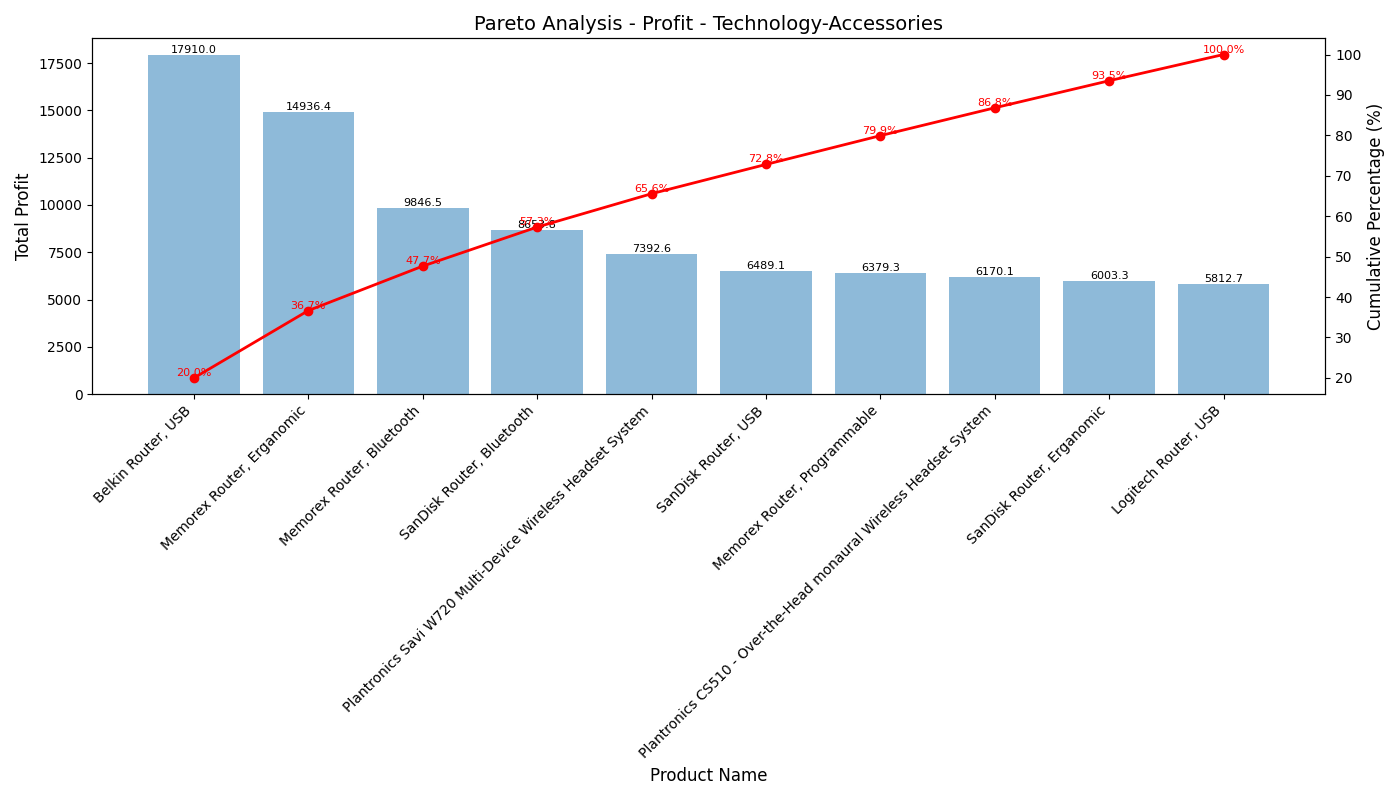 Pareto Analysis - Profit - Technology-Accessories
Total Profit
17500
15000
12500
10000
7500
5000
2500
0
17910.0
14936.4
9846.5
7392.6
6489.1
6379.3
6170.1
6003.3
5812.7
20.0%
36.7%
47.7%
57.3%
65.6%
72.8%
79.9%
86.8%
93.5%
100.0%
100
90
80
70
60
50
40
30
20
Cumulative Percentage (%)
Belkin Router, USB
Memorex Router, Erganomic
Memorex Router, Bluetooth
SanDisk Router, Bluetooth
Plantronics Savi W720 Multi-Device Wireless Headset System
SanDisk Router, USB
Memorex Router, Programmable
Plantronics CS510 - Over-the-Head monaural Wireless Headset System
SanDisk Router, Erganomic
Logitech Router, USB
Product Name